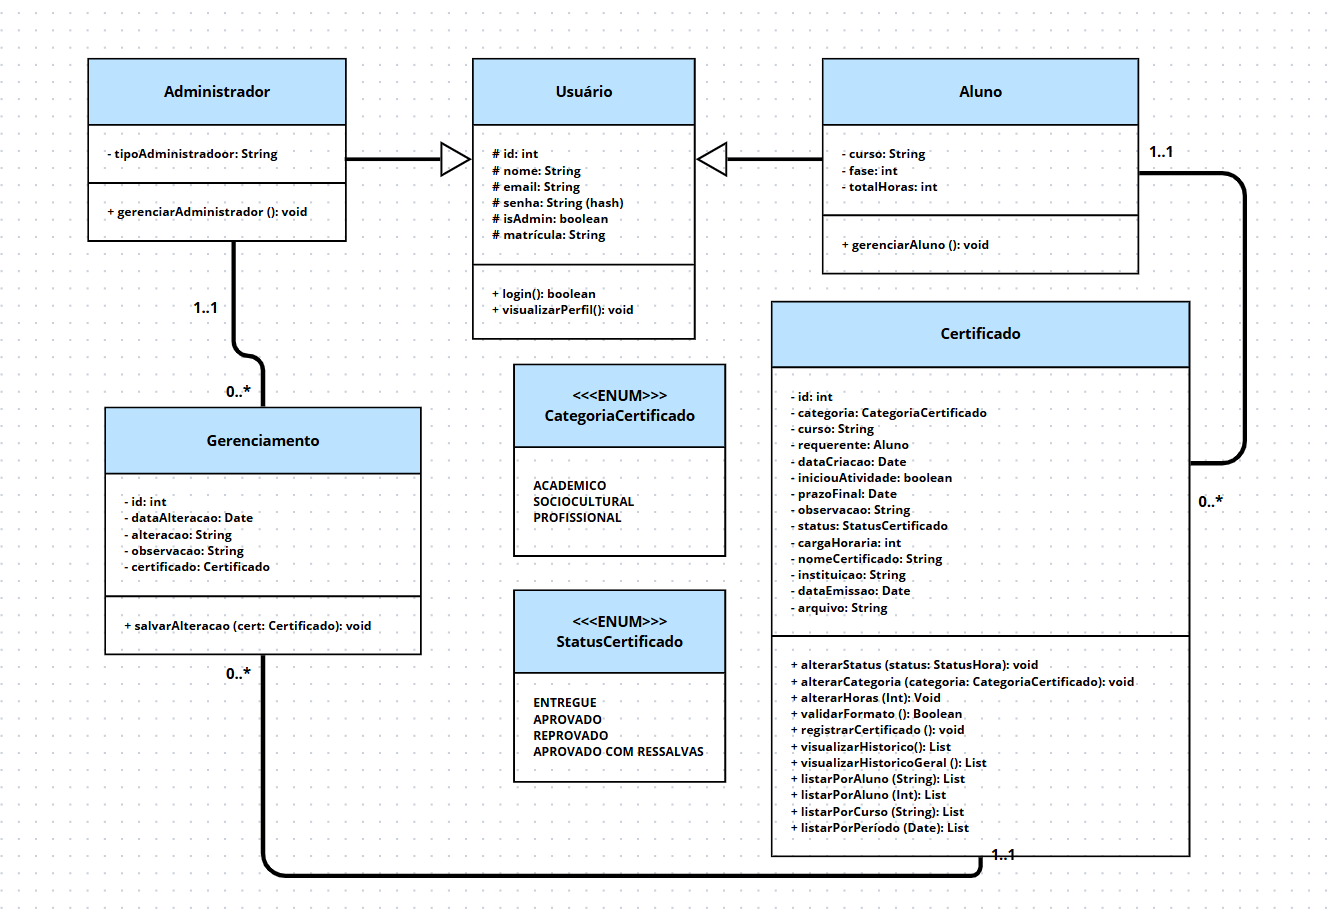 Administrador
- tipoAdministradoor: String
+ gerenciarAdministrador (): void
Usuário
# id: int
# nome: String
# email: String
# senha: String (hash)
# isAdmin: boolean
# matrícula: String
+ login(): boolean
+ visualizarPerfil(): void
Aluno
- curso: String
- fase: int
- totalHoras: int
+ gerenciarAluno (): void
1..1
0..*
1..1
0..*
Gerenciamento
- id: int
- dataAlteracao: Date
- alteracao: String
- observacao: String
- certificado: Certificado
+ salvarAlteracao (cert: Certificado): void
0..*
<<<ENUM>>>
CategoriaCertificado
ACADEMICO
SOCIOCULTURAL
PROFISSIONAL
<<<ENUM>>>
StatusCertificado
ENTREGUE
APROVADO
REPROVADO
APROVADO COM RESSALVAS
Certificado
- id: int
- categoria: CategoriaCertificado
- curso: String
- requerente: Aluno
- dataCriacao: Date
- iniciouAtividade: boolean
- prazoFinal: Date
- observacao: String
- status: StatusCertificado
- cargaHoraria: int
- nomeCertificado: String
- instituicao: String
- dataEmissao: Date
- arquivo: String
+ alterarStatus (status: StatusHora): void
+ alterarCategoria (categoria: CategoriaCertificado): void
+ alterarHoras (Int): Void
+ validarFormato (): Boolean
+ registrarCertificado (): void
+ visualizarHistorico(): List
+ visualizarHistoricoGeral (): List
+ listarPorAluno (String): List
+ listarPorAluno (Int): List
+ listarPorCurso (String): List
+ listarPorPeríodo (Date): List
1..1